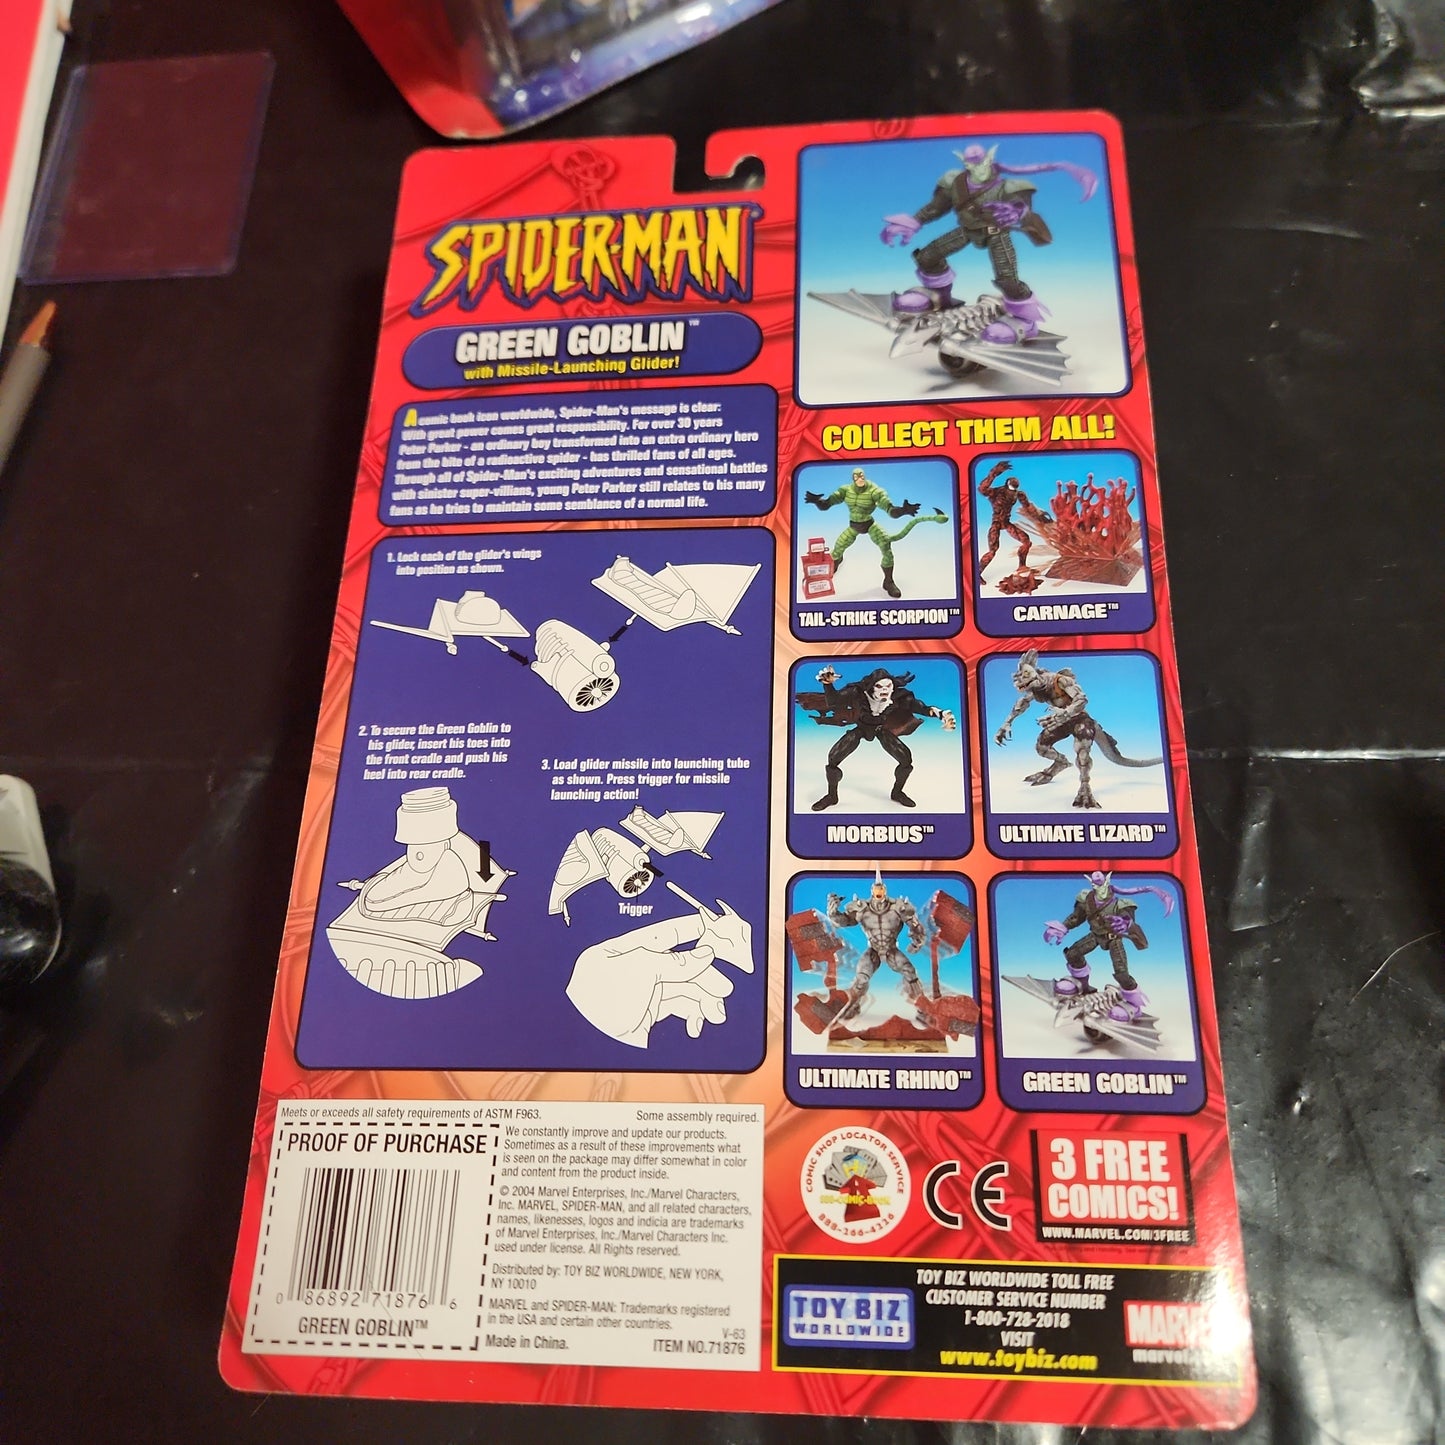 SPIDER-MAN
GREEN GOBLIN™
with Missile-Launching Glider!
A comic book icon worldwide, Spider-Man's message is clear:
With great power comes great responsibility. For over 30 years
Peter Parker - an ordinary boy transformed into an extra ordinary hero
from the bite of a radioactive spider - has thrilled fans of all ages.
Through all of Spider-Man's exciting adventures and sensational battles
with sinister super-villians, young Peter Parker still relates to his many
fans as he tries to maintain some semblance of a normal life.
1. Lock each of the glider's wings
into position as shown.
2. To secure the Green Goblin to
his glider, insert his toes into
the front cradle and push his
heel into rear cradle.
3. Load glider missile into launching tube
as shown. Press trigger for missile
launching action!
Trigger
COLLECT THEM ALL!
TAIL-STRIKE SCORPION™
CARNAGE™
MORBIUS™
ULTIMATE LIZARD™
ULTIMATE RHINO™
GREEN GOBLIN™
Meets or exceeds all safety requirements of ASTM F963.
Some assembly required.
PROOF OF PURCHASE
0 86892 71876 6
GREEN GOBLIN™
We constantly improve and update our products.
Sometimes as a result of these improvements what
is seen on the package may differ somewhat in color
and content from the product inside.
© 2004 Marvel Enterprises, Inc./Marvel Characters,
Inc. MARVEL, SPIDER-MAN, and all related characters,
names, likenesses, logos and indicia are trademarks
of Marvel Enterprises, Inc./Marvel Characters Inc.
used under license. All Rights reserved.
Distributed by: TOY BIZ WORLDWIDE, NEW YORK,
NY 10010
MARVEL and SPIDER-MAN: Trademarks registered
in the USA and certain other countries.
V-63
Made in China.
ITEM NO.71876
COMIC SHOP LOCATOR SERVICE
888-COMIC-BOOK
888-266-4226
CE
3 FREE
COMICS!
WWW.MARVEL.COM/3FREE
TOY BIZ
WORLDWIDE
TOY BIZ WORLDWIDE TOLL FREE
CUSTOMER SERVICE NUMBER
1-800-728-2018
VISIT
www.toybiz.com
MARV
marvel